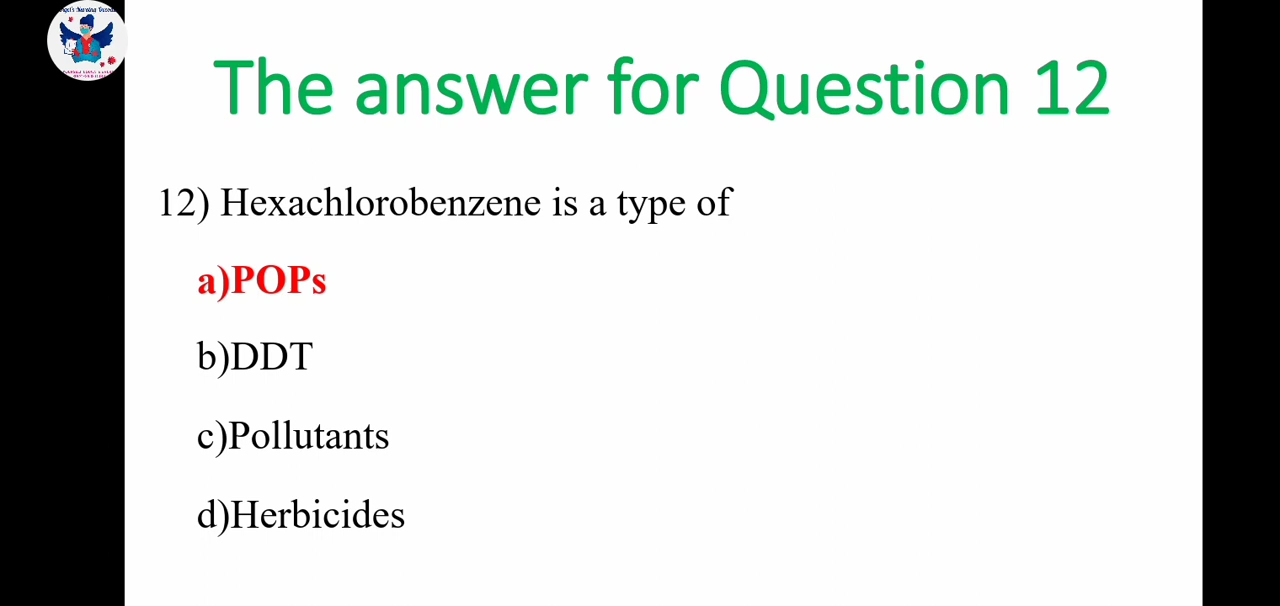 The answer for Question 12
12) Hexachlorobenzene is a type of
a)POPs
b)DDT
c)Pollutants
d)Herbicides